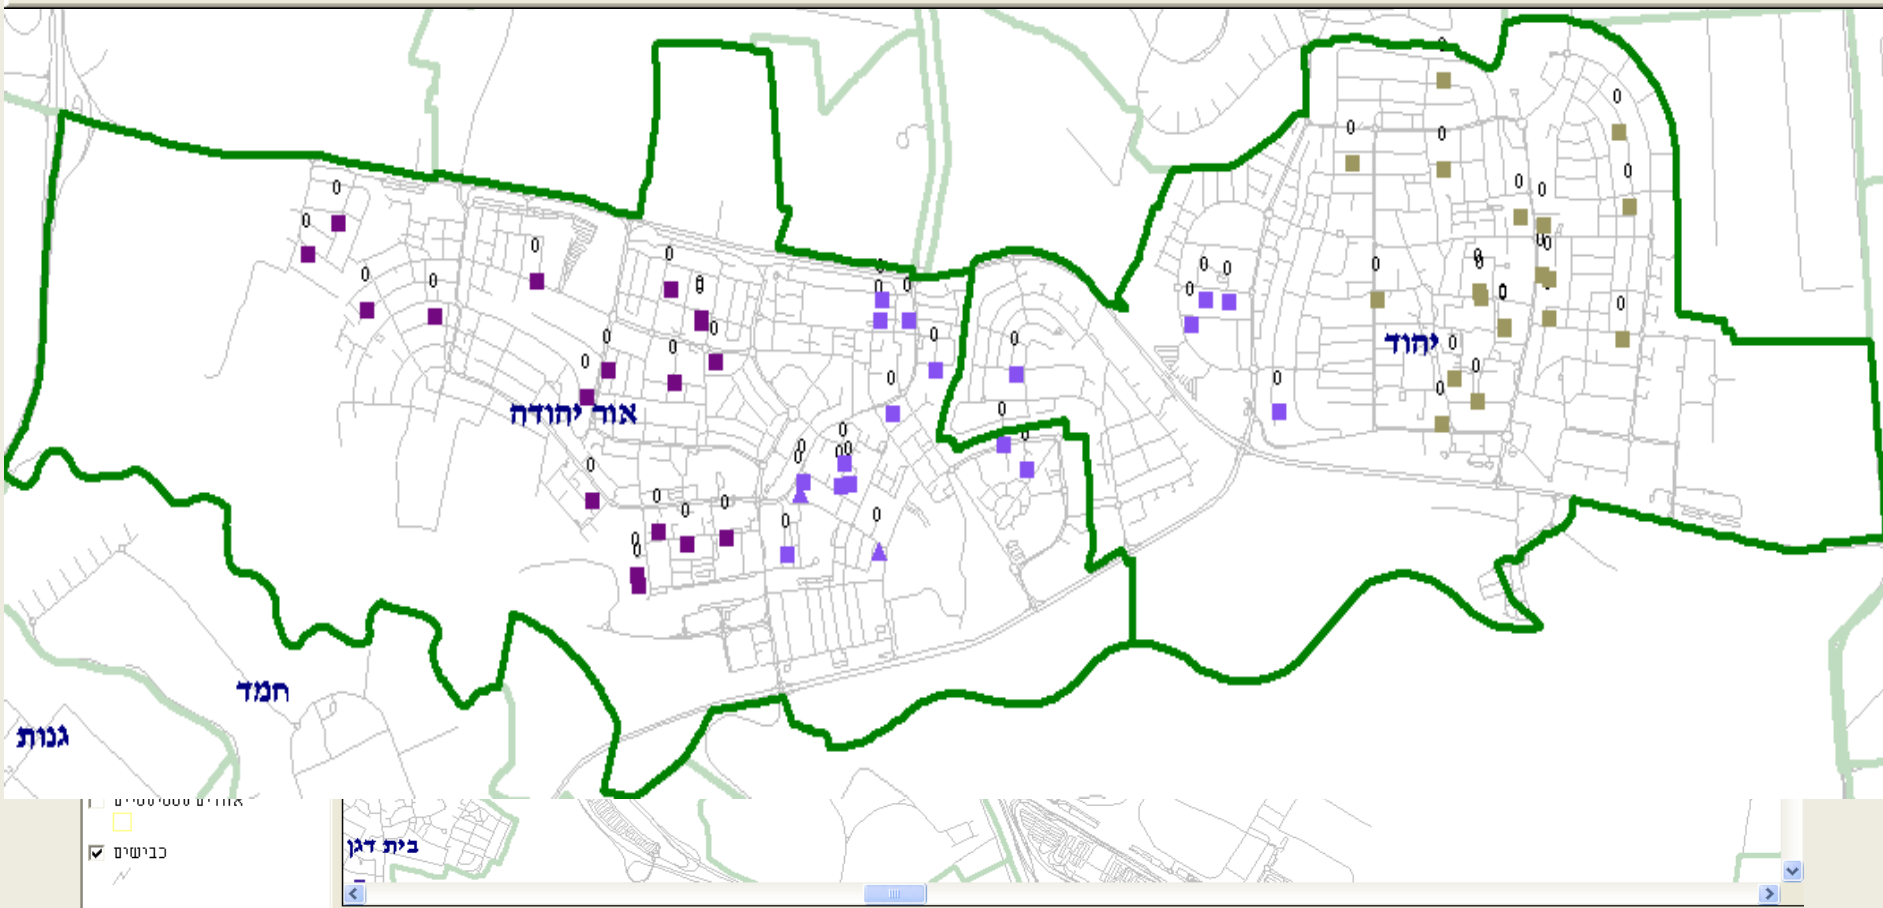 יהוד
אור יהודה
חמד
גנות
בית דגן
כבישים